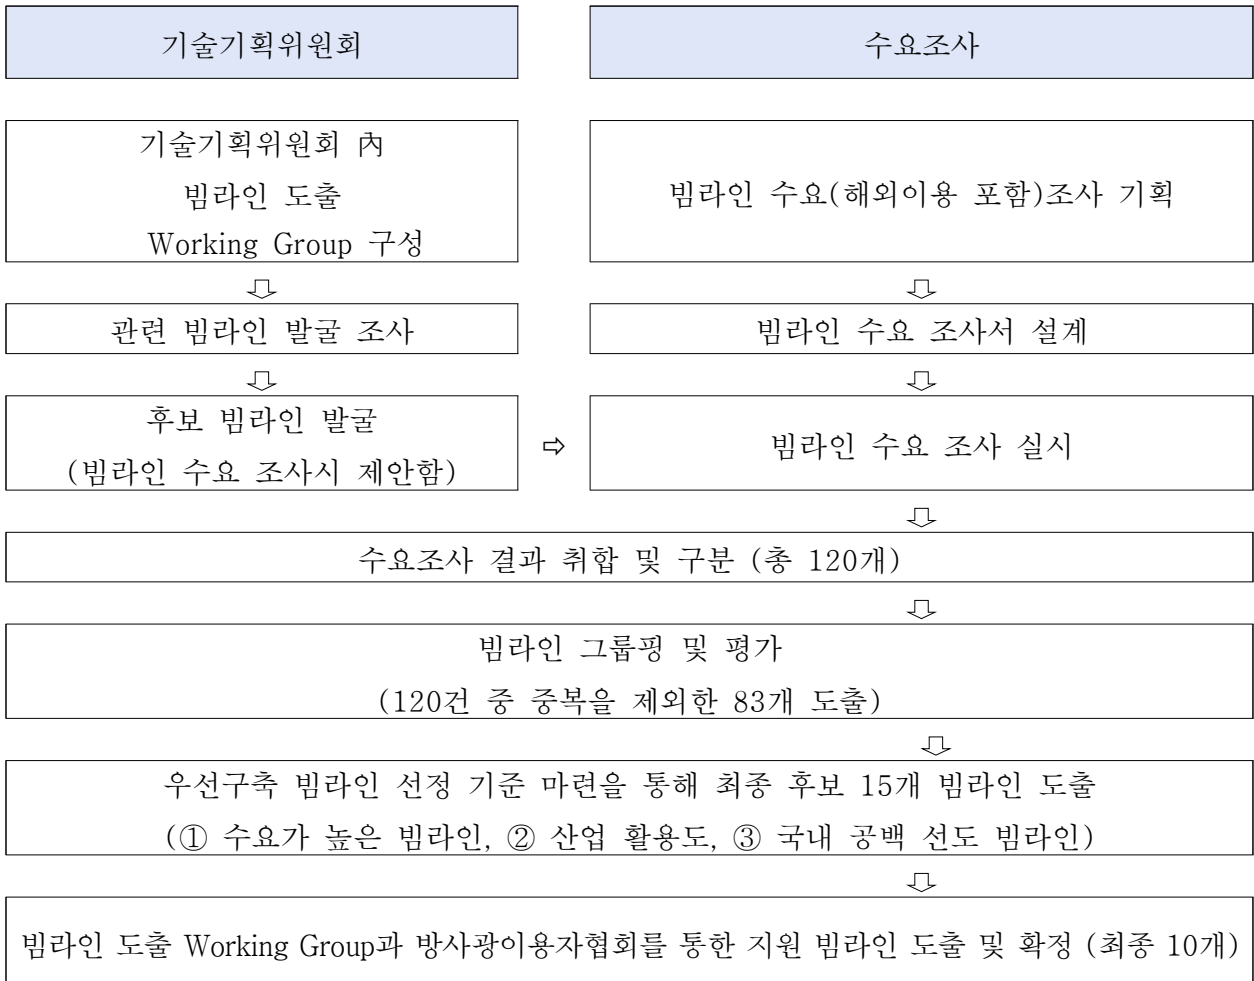 기술기획위원회
수요조사
기술기획위원회 內
빔라인 도출
Working Group 구성
빔라인 수요(해외이용 포함)조사 기획
⇩
⇩
관련 빔라인 발굴 조사
빔라인 수요 조사서 설계
⇩
⇩
후보 빔라인 발굴
(빔라인 수요 조사시 제안함)
⇨
빔라인 수요 조사 실시
⇩
수요조사 결과 취합 및 구분 (총 120개)
⇩
빔라인 그룹핑 및 평가
(120건 중 중복을 제외한 83개 도출)
⇩
우선구축 빔라인 선정 기준 마련을 통해 최종 후보 15개 빔라인 도출
(① 수요가 높은 빔라인, ② 산업 활용도, ③ 국내 공백 선도 빔라인)
⇩
빔라인 도출 Working Group과 방사광이용자협회를 통한 지원 빔라인 도출 및 확정 (최종 10개)